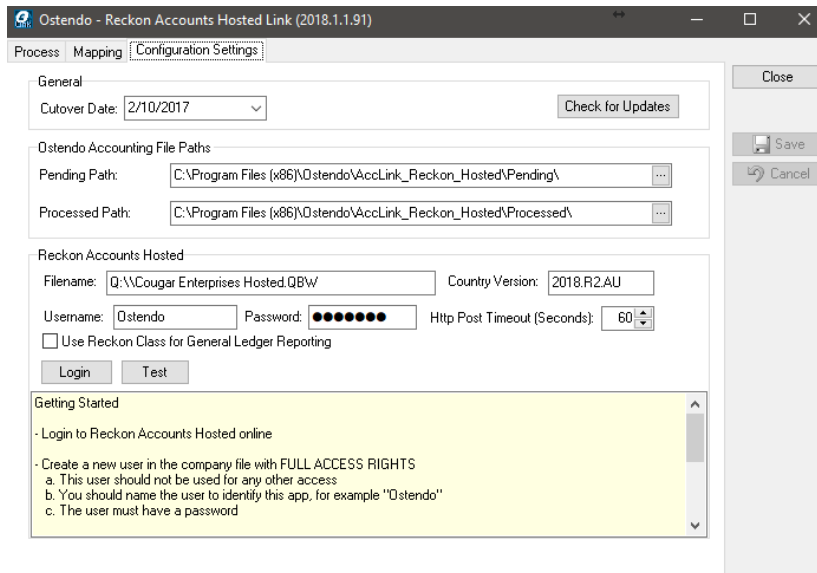 Ostendo - Reckon Accounts Hosted Link (2018.1.1.91)
Process Mapping Configuration Settings
Close
General
Cutover Date: 2/10/2017 Check for Updates
Save
Ostendo Accounting File Paths
Cancel
Pending Path: C:\Program Files (x86)\Ostendo\AccLink_Reckon_Hosted\Pending\ ...
Processed Path: C:\Program Files (x86)\Ostendo\AccLink_Reckon_Hosted\Processed\ ...
Reckon Accounts Hosted
Filename: Q:\\Cougar Enterprises Hosted.QBW Country Version: 2018.R2.AU
Username: Ostendo Password: ●●●●●●● Http Post Timeout (Seconds): 60
Use Reckon Class for General Ledger Reporting
Login Test
Getting Started
- Login to Reckon Accounts Hosted online
- Create a new user in the company file with FULL ACCESS RIGHTS
a. This user should not be used for any other access
b. You should name the user to identify this app, for example "Ostendo"
c. The user must have a password